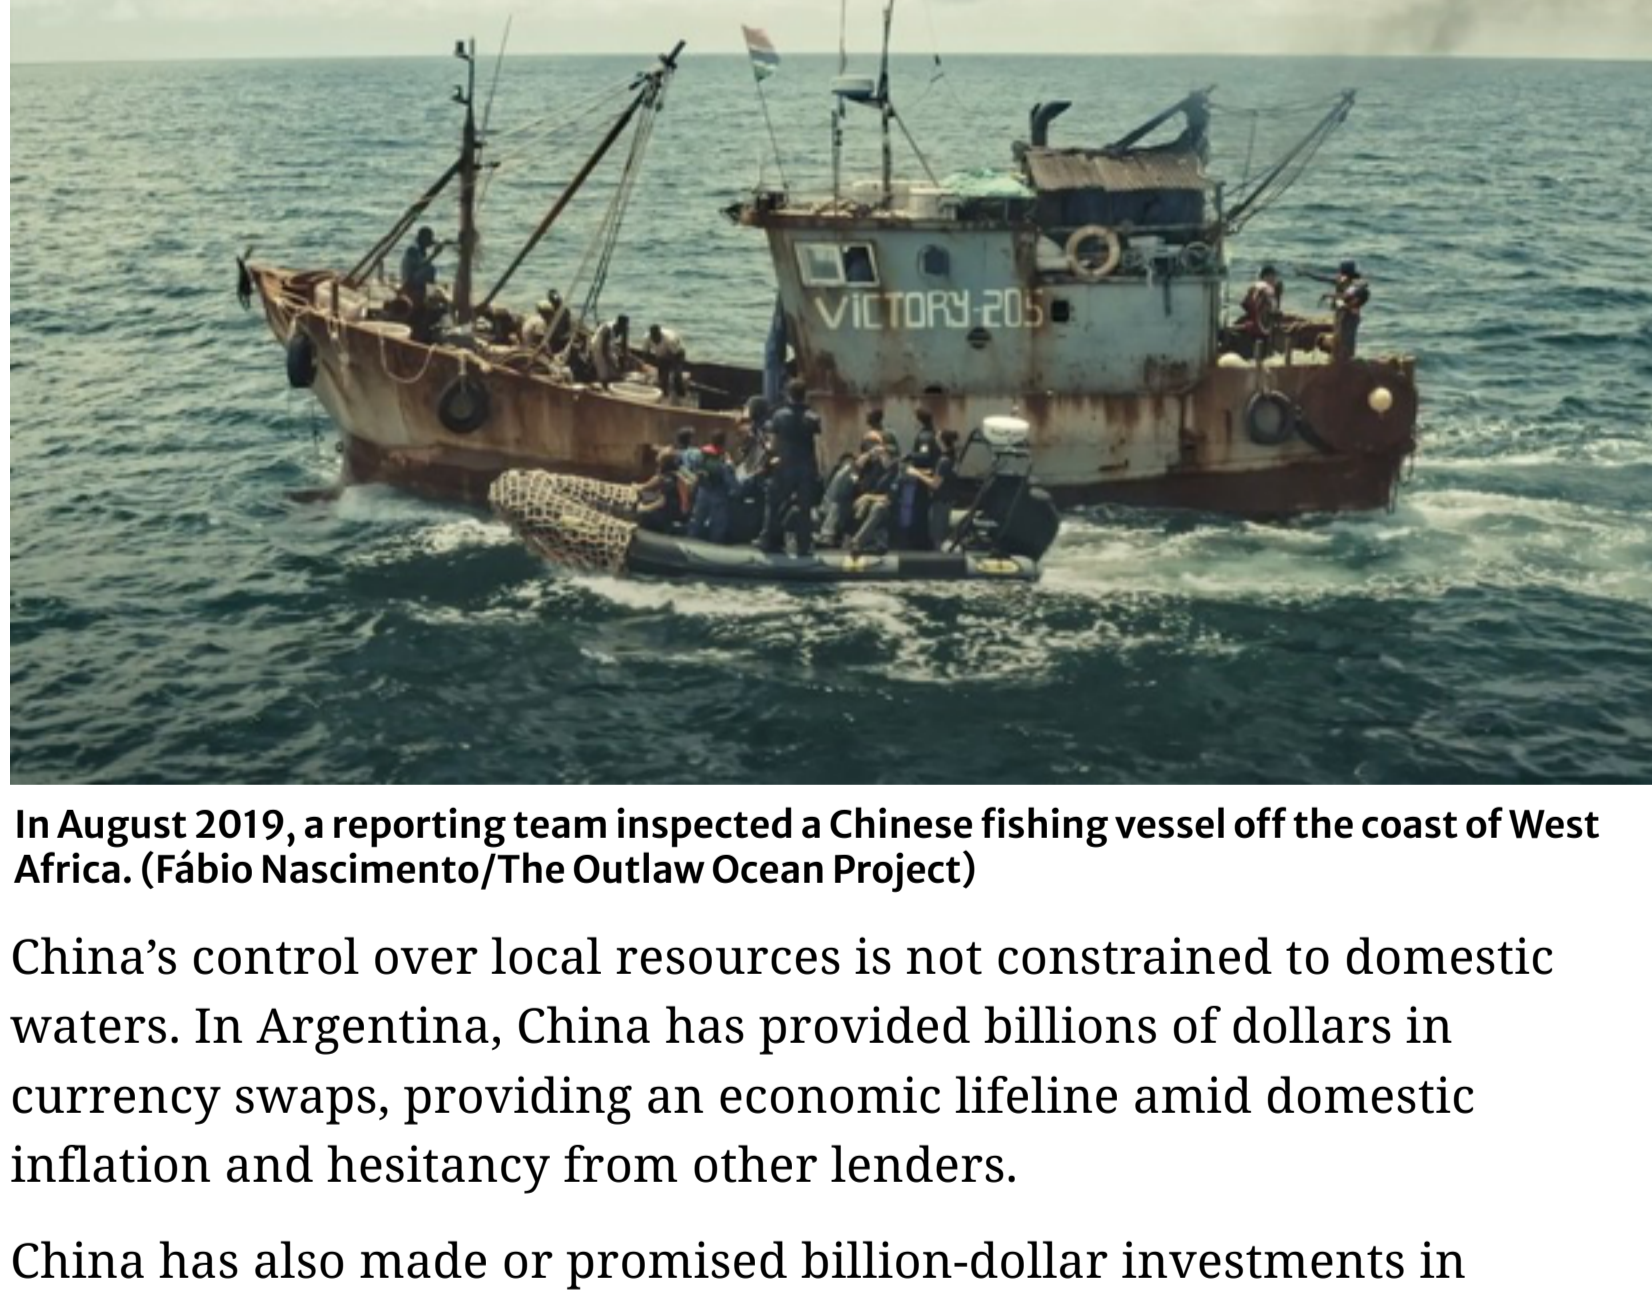 VICTORY-205
In August 2019, a reporting team inspected a Chinese fishing vessel off the coast of West
Africa. (Fábio Nascimento/The Outlaw Ocean Project)
China’s control over local resources is not constrained to domestic
waters. In Argentina, China has provided billions of dollars in
currency swaps, providing an economic lifeline amid domestic
inflation and hesitancy from other lenders.
China has also made or promised billion-dollar investments in